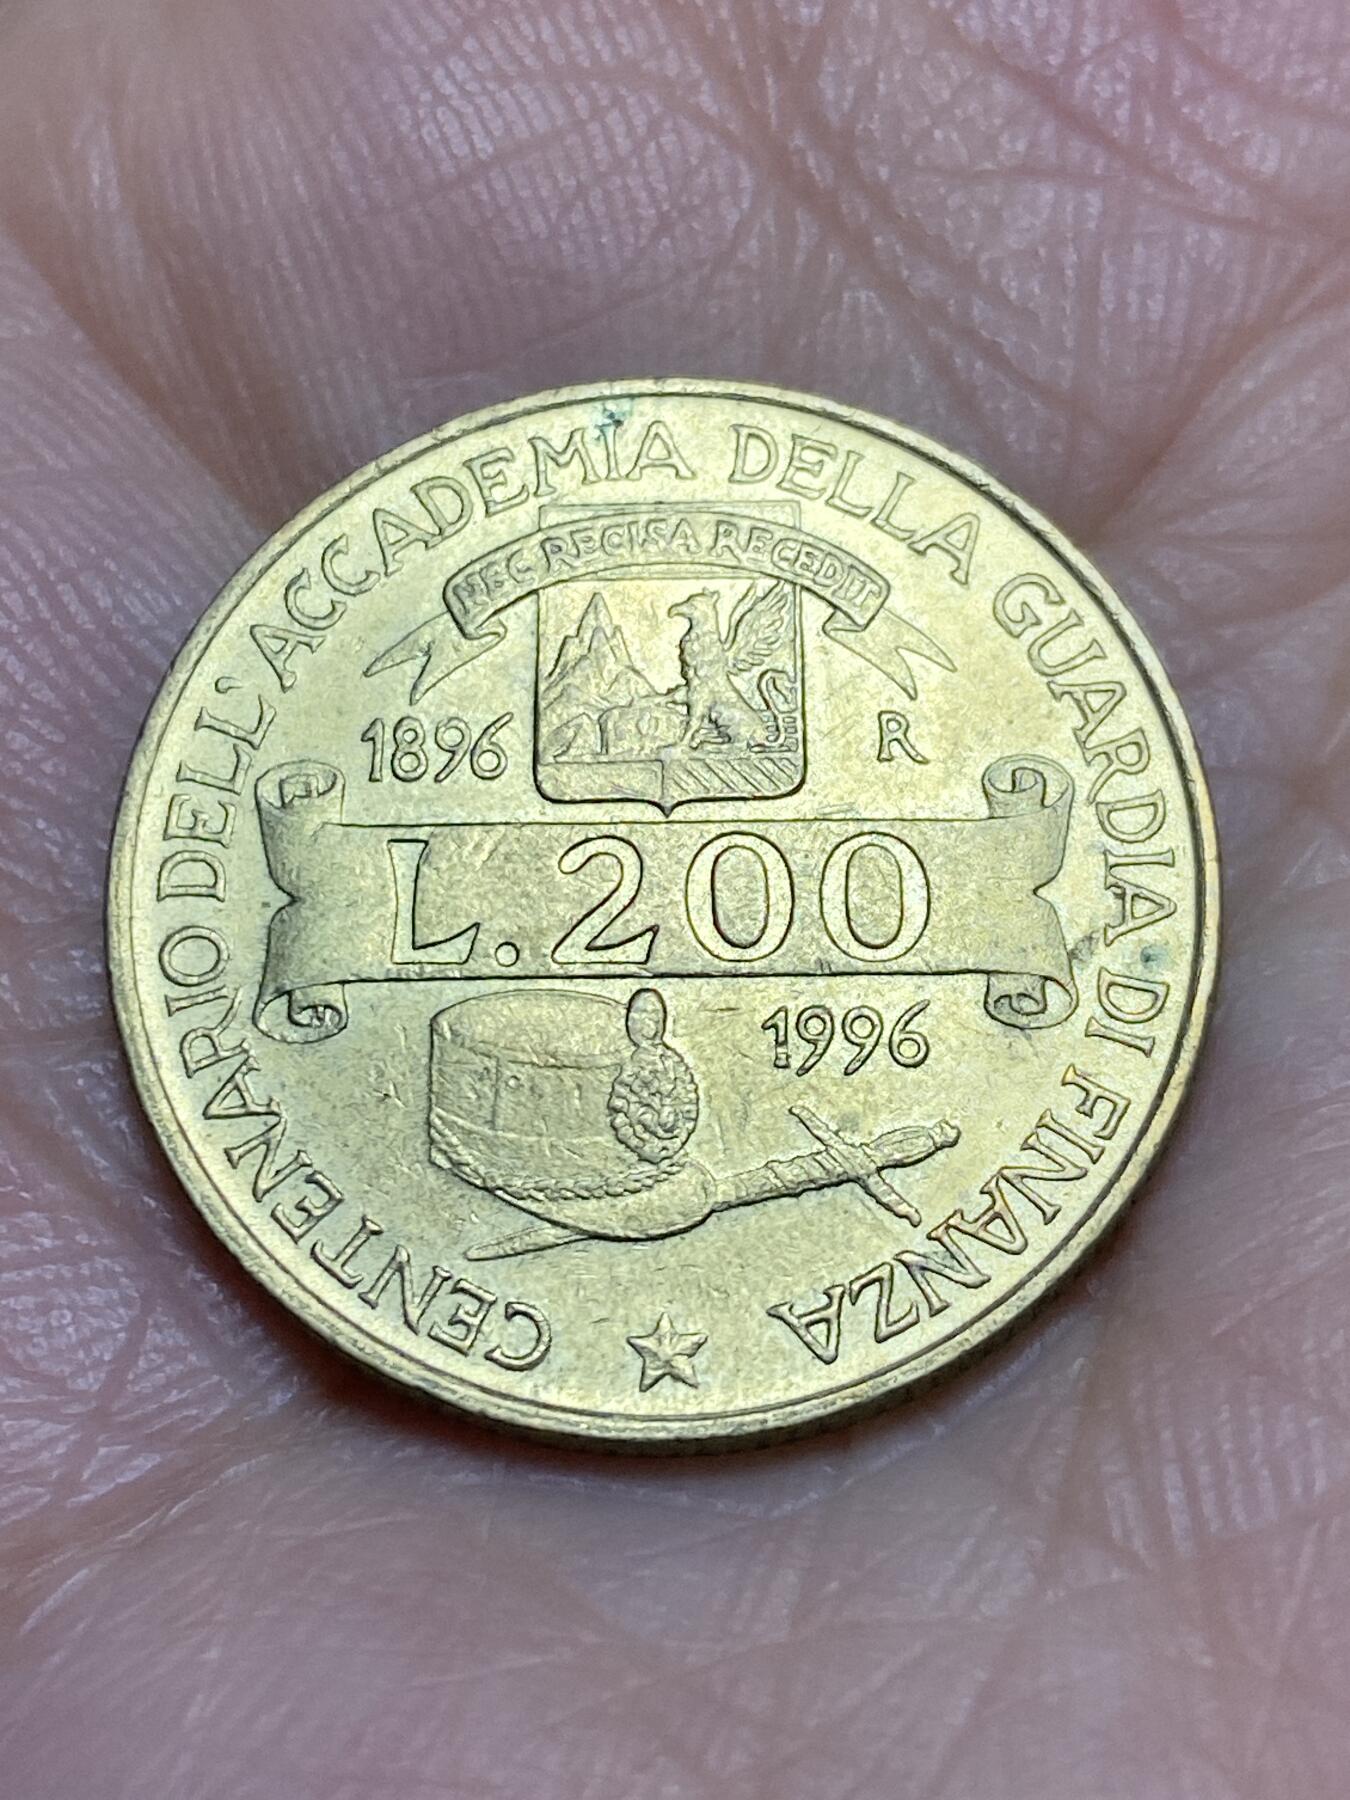 CENTENARIO DELL'ACCADEMIA DELLA GUARDIA DI FINANZA
NEC RECISA RECEDIT
1896 R
L.200
1996